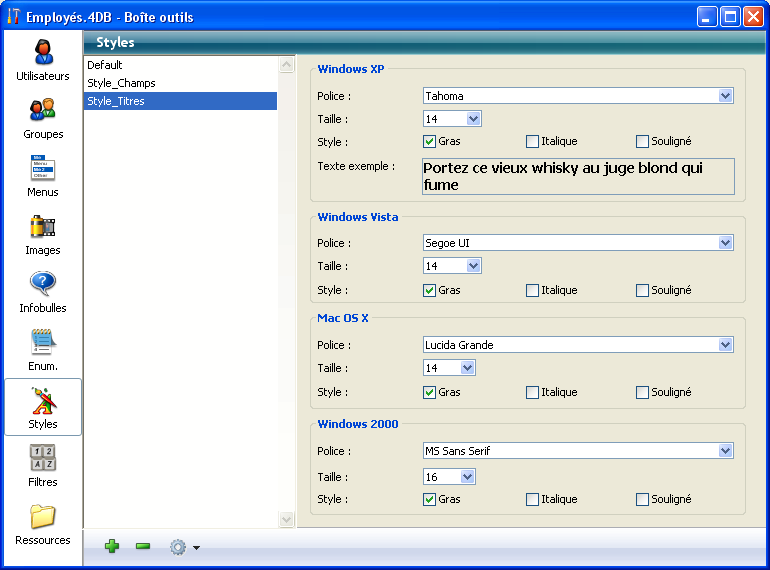 Employés.4DB - Boîte outils
Utilisateurs
Groupes
Menus
Images
Infobulles
Enum.
Styles
Filtres
Ressources
Styles
Default
Style_Champs
Style_Titres
Windows XP
Police : Tahoma
Taille : 14
Style : Gras Italique Souligné
Texte exemple : Portez ce vieux whisky au juge blond qui
fume
Windows Vista
Police : Segoe UI
Taille : 14
Style : Gras Italique Souligné
Mac OS X
Police : Lucida Grande
Taille : 14
Style : Gras Italique Souligné
Windows 2000
Police : MS Sans Serif
Taille : 16
Style : Gras Italique Souligné